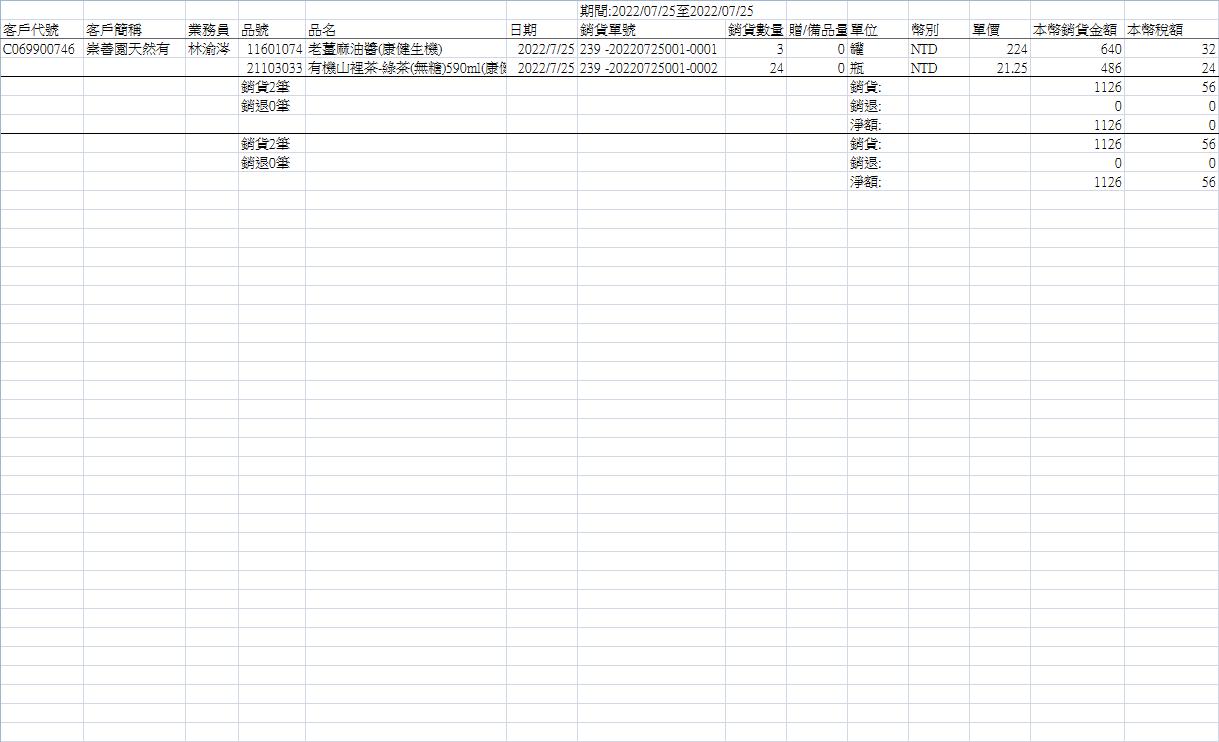 期間:2022/07/25至2022/07/25
客戶代號 客戶簡稱 業務員 品號 品名 日期 銷貨單號 銷貨數量 贈/備品量 單位 幣別 單價 本幣銷貨金額 本幣稅額
C069900746 崇善園天然有 林渝涔 11601074 老薑麻油醬(康健生機) 2022/7/25 239 -20220725001-0001 3 0 罐 NTD 224 640 32
21103033 有機山裡茶-綠茶(無糖)590ml(康健 2022/7/25 239 -20220725001-0002 24 0 瓶 NTD 21.25 486 24
銷貨2筆 銷貨: 1126 56
銷退0筆 銷退: 0 0
淨額: 1126 0
銷貨2筆 銷貨: 1126 56
銷退0筆 銷退: 0 0
淨額: 1126 56